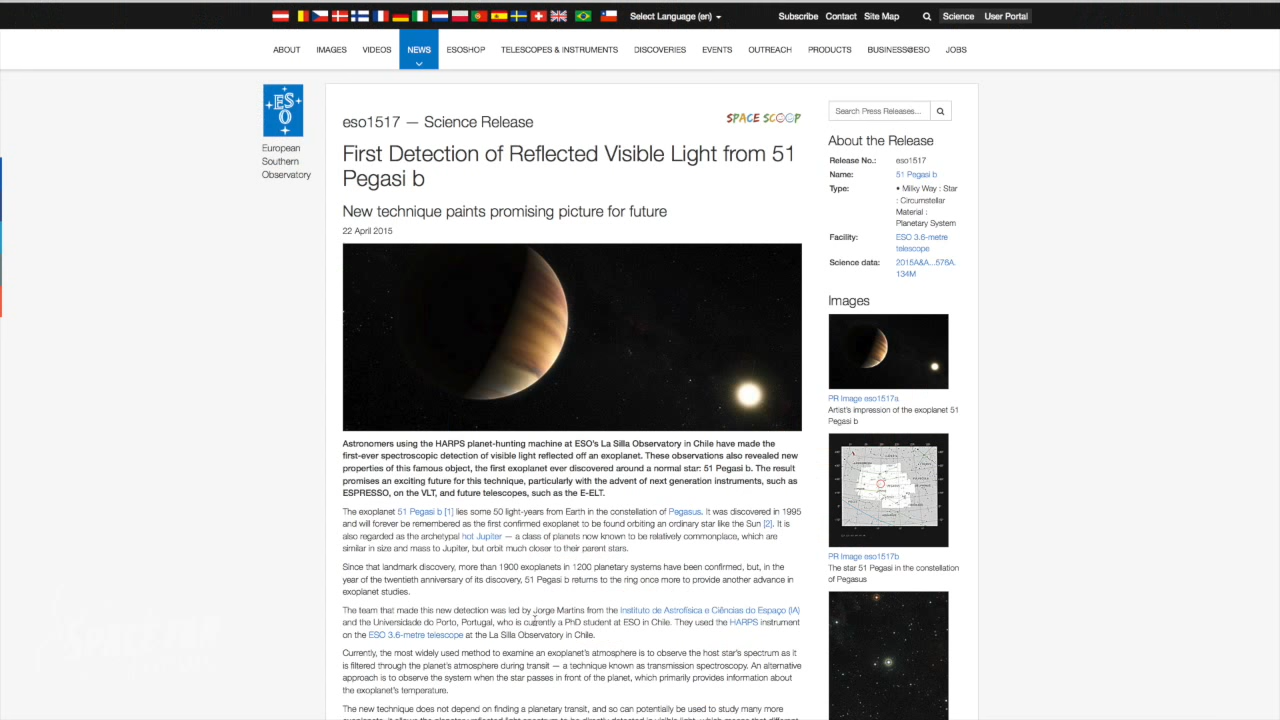 Select Language (en)
Subscribe Contact Site Map Science User Portal
ABOUT IMAGES VIDEOS NEWS ESOSHOP TELESCOPES & INSTRUMENTS DISCOVERIES EVENTS OUTREACH PRODUCTS BUSINESS@ESO JOBS
ES
O
European
Southern
Observatory
eso1517 — Science Release
SPACE SCOOP
First Detection of Reflected Visible Light from 51
Pegasi b
New technique paints promising picture for future
22 April 2015
Astronomers using the HARPS planet-hunting machine at ESO's La Silla Observatory in Chile have made the
first-ever spectroscopic detection of visible light reflected off an exoplanet. These observations also revealed new
properties of this famous object, the first exoplanet ever discovered around a normal star: 51 Pegasi b. The result
promises an exciting future for this technique, particularly with the advent of next generation instruments, such as
ESPRESSO, on the VLT, and future telescopes, such as the E-ELT.
The exoplanet 51 Pegasi b [1] lies some 50 light-years from Earth in the constellation of Pegasus. It was discovered in 1995
and will forever be remembered as the first confirmed exoplanet to be found orbiting an ordinary star like the Sun [2]. It is
also regarded as the archetypal hot Jupiter — a class of planets now known to be relatively commonplace, which are
similar in size and mass to Jupiter, but orbit much closer to their parent stars.
Since that landmark discovery, more than 1900 exoplanets in 1200 planetary systems have been confirmed, but, in the
year of the twentieth anniversary of its discovery, 51 Pegasi b returns to the ring once more to provide another advance in
exoplanet studies.
The team that made this new detection was led by Jorge Martins from the Instituto de Astrofísica e Ciências do Espaço (IA)
and the Universidade do Porto, Portugal, who is currently a PhD student at ESO in Chile. They used the HARPS instrument
on the ESO 3.6-metre telescope at the La Silla Observatory in Chile.
Currently, the most widely used method to examine an exoplanet's atmosphere is to observe the host star's spectrum as it
is filtered through the planet's atmosphere during transit — a technique known as transmission spectroscopy. An alternative
approach is to observe the system when the star passes in front of the planet, which primarily provides information about
the exoplanet's temperature.
The new technique does not depend on finding a planetary transit, and so can potentially be used to study many more
Search Press Releases...
About the Release
Release No.: eso1517
Name: 51 Pegasi b
Type: • Milky Way : Star
: Circumstellar
Material :
Planetary System
Facility: ESO 3.6-metre
telescope
Science data: 2015A&A...576A.
134M
Images
PR Image eso1517a
Artist's impression of the exoplanet 51
Pegasi b
PR Image eso1517b
The star 51 Pegasi in the constellation
of Pegasus